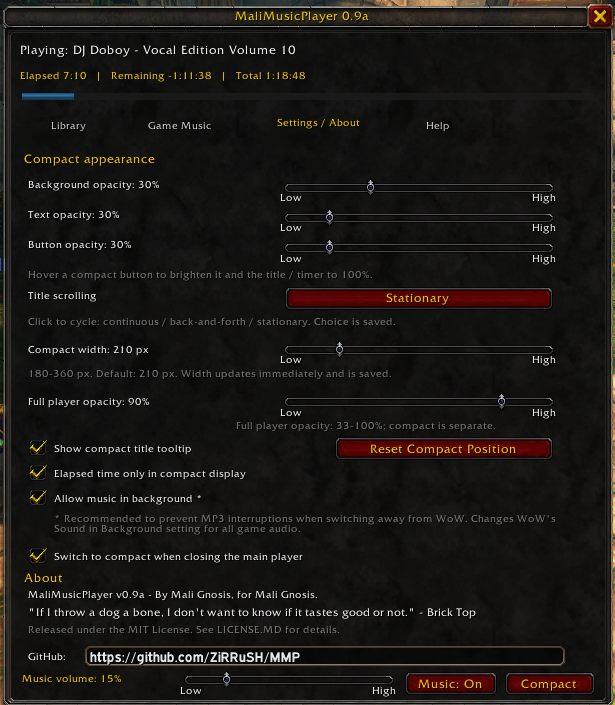 MaliMusicPlayer 0.9a
Playing: DJ Doboy - Vocal Edition Volume 10
Elapsed 7:10 | Remaining -1:11:38 | Total 1:18:48
Library Game Music Settings / About Help
Compact appearance
Background opacity: 30%
Low High
Text opacity: 30%
Low High
Button opacity: 30%
Low High
Hover a compact button to brighten it and the title / timer to 100%.
Title scrolling Stationary
Click to cycle: continuous / back-and-forth / stationary. Choice is saved.
Compact width: 210 px
Low High
180-360 px. Default: 210 px. Width updates immediately and is saved.
Full player opacity: 90%
Low High
Full player opacity: 33-100%; compact is separate.
Show compact title tooltip Reset Compact Position
Elapsed time only in compact display
Allow music in background *
* Recommended to prevent MP3 interruptions when switching away from WoW. Changes WoW's
Sound in Background setting for all game audio.
Switch to compact when closing the main player
About
MaliMusicPlayer v0.9a - By Mali Gnosis, for Mali Gnosis.
"If I throw a dog a bone, I don't want to know if it tastes good or not." - Brick Top
Released under the MIT License. See LICENSE.MD for details.
GitHub: https://github.com/ZiRRuSH/MMP
Music volume: 15% Music: On Compact
Low High